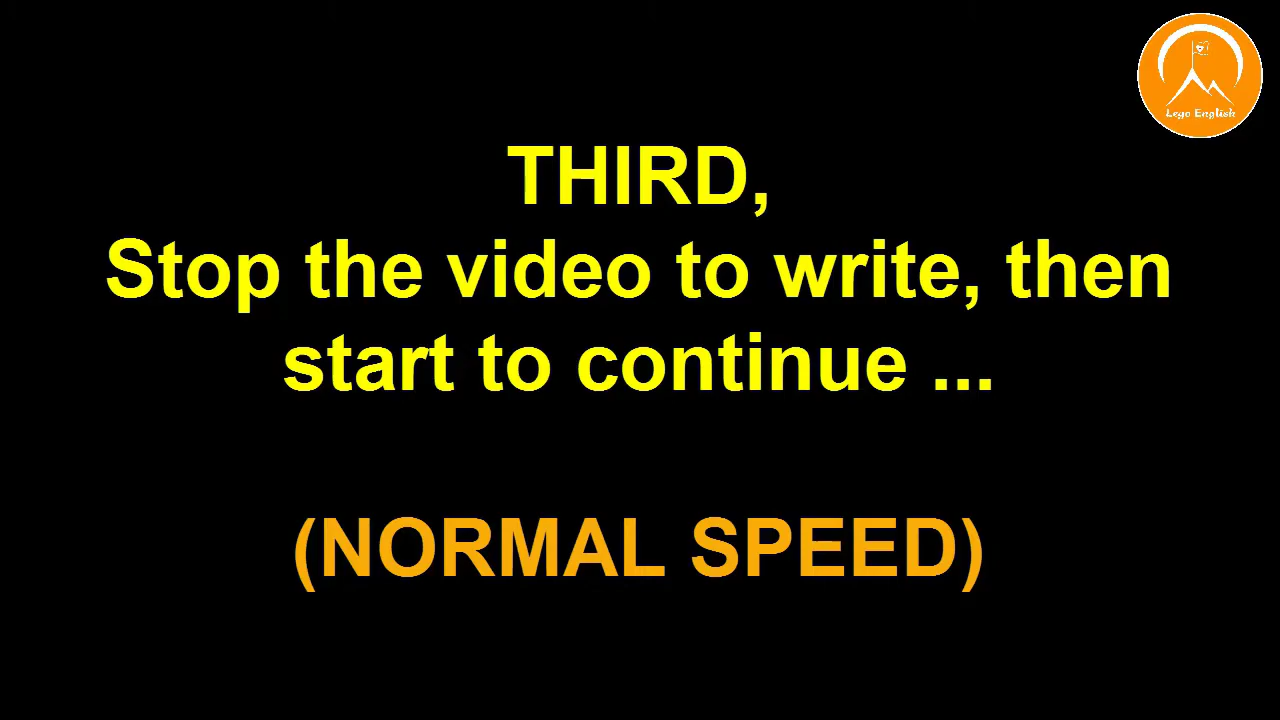 Lego English
THIRD,
Stop the video to write, then
start to continue ...
(NORMAL SPEED)